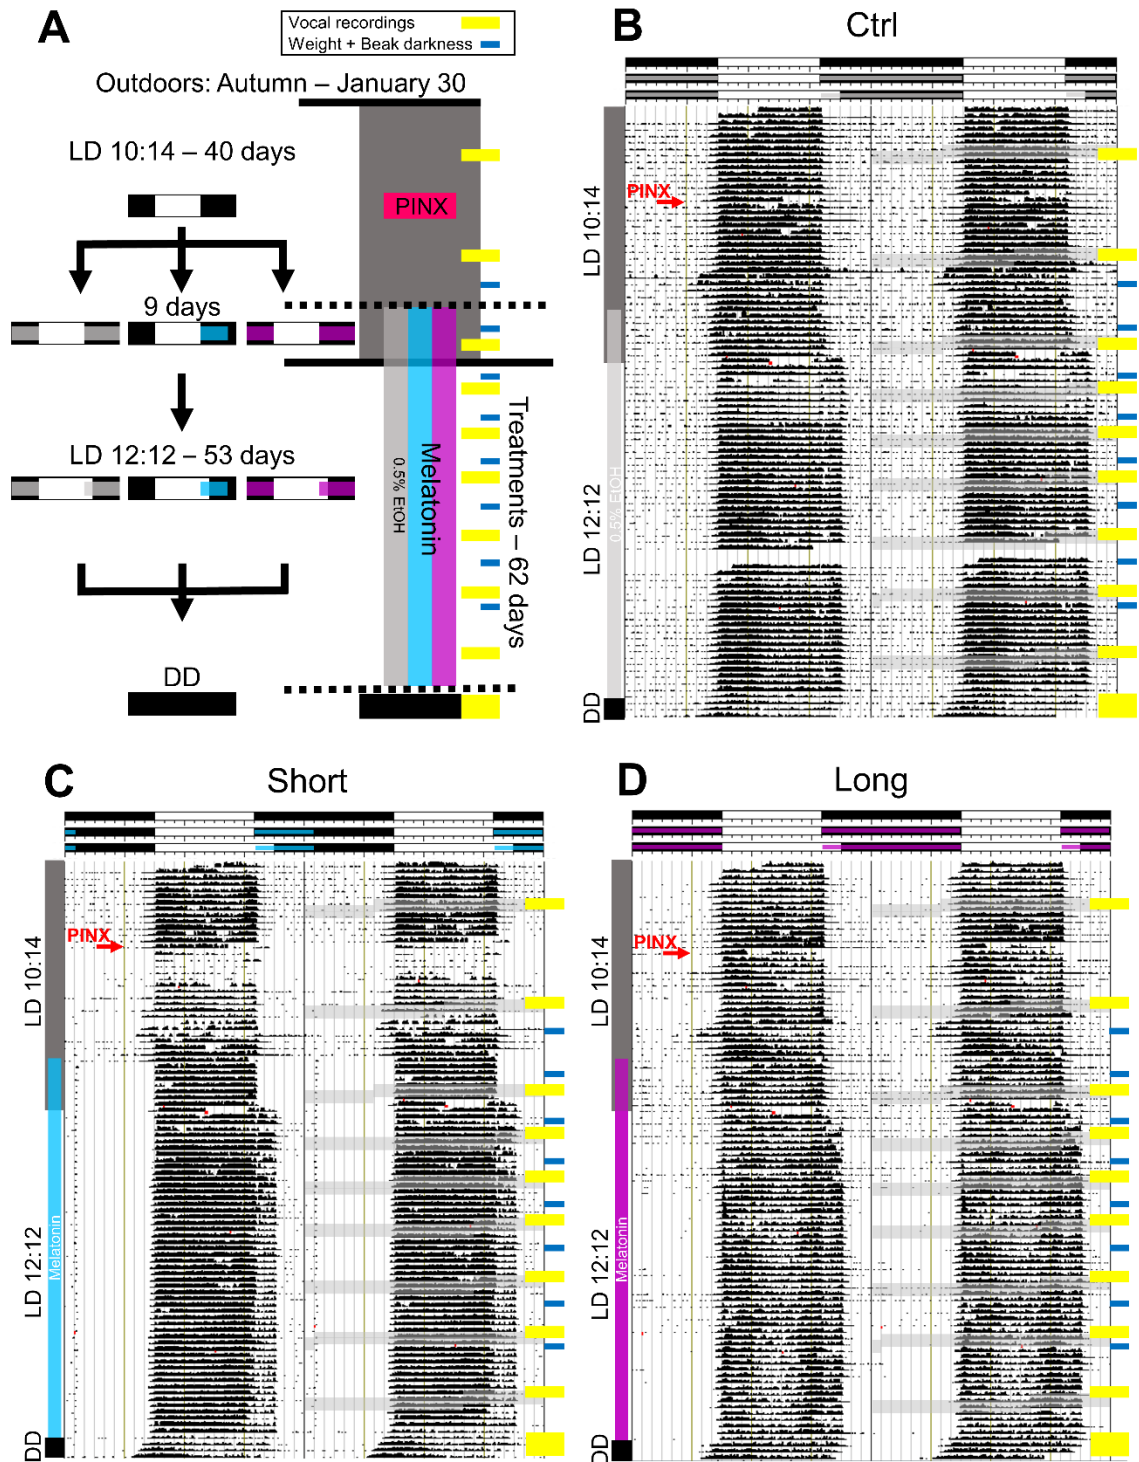 A
Vocal recordings
Weight + Beak darkness
Outdoors: Autumn – January 30
LD 10:14 – 40 days
PINX
9 days
LD 12:12 – 53 days
DD
0.5% EtOH
Melatonin
Treatments – 62 days
B
Ctrl
LD 10:14
PINX
LD 12:12
0.5% EtOH
DD
C
Short
LD 10:14
PINX
LD 12:12
Melatonin
DD
D
Long
LD 10:14
PINX
LD 12:12
Melatonin
DD